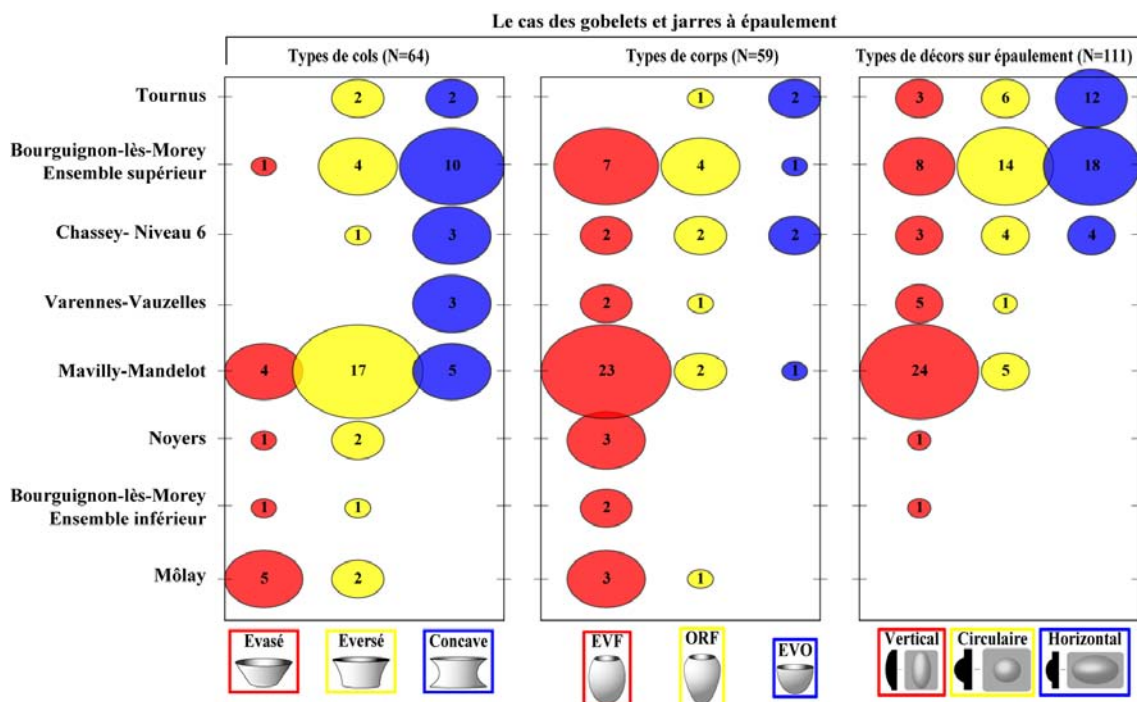 Le cas des gobelets et jarres à épaulement
Types de cols (N=64)
Types de corps (N=59)
Types de décors sur épaulement (N=111)
Tournus
2
2
1
2
3
6
12
Bourguignon-lès-Morey
Ensemble supérieur
1
4
10
7
4
1
8
14
18
Chassey- Niveau 6
1
3
2
2
2
3
4
4
Varennes-Vauzelles
3
2
1
5
1
Mavilly-Mandelot
4
17
5
23
2
1
24
5
Noyers
1
2
3
1
Bourguignon-lès-Morey
Ensemble inférieur
1
1
2
1
Môlay
5
2
3
1
Evasé
Eversé
Concave
EVF
ORF
EVO
Vertical
Circulaire
Horizontal